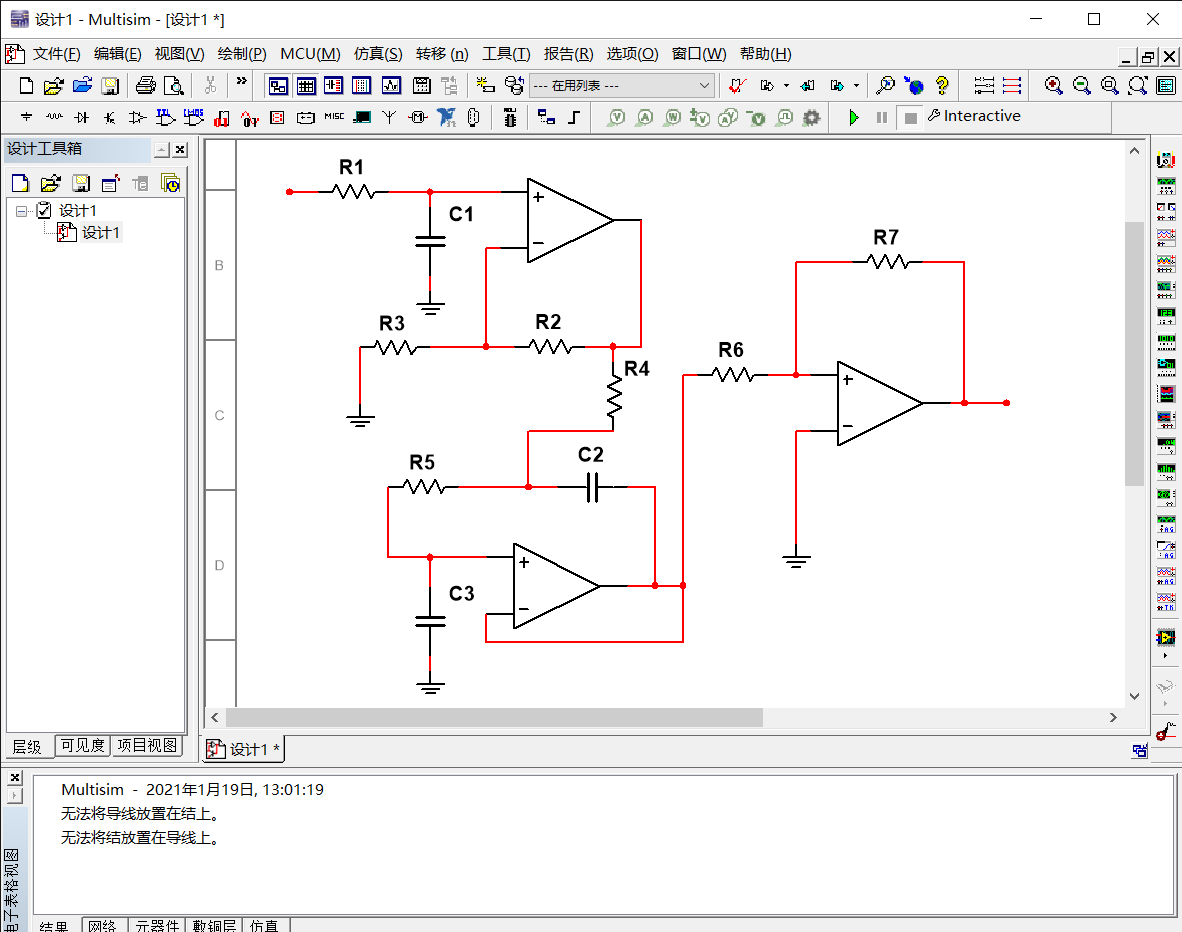 设计1 - Multisim - [设计1 *]
文件(F) 编辑(E) 视图(V) 绘制(P) MCU(M) 仿真(S) 转移 (n) 工具(T) 报告(R) 选项(O) 窗口(W) 帮助(H)
--- 在用列表 ---
MISC
Interactive
设计工具箱
设计1
设计1
R1
C1
B
R7
R3
R2
R6
R4
C
C2
R5
D
C3
层级 可见度 项目视图
设计1 *
Multisim - 2021年1月19日, 13:01:19
无法将导线放置在结上。
无法将结放置在导线上。
电子表格视图
结果 网络 元器件 敷铜层 仿真